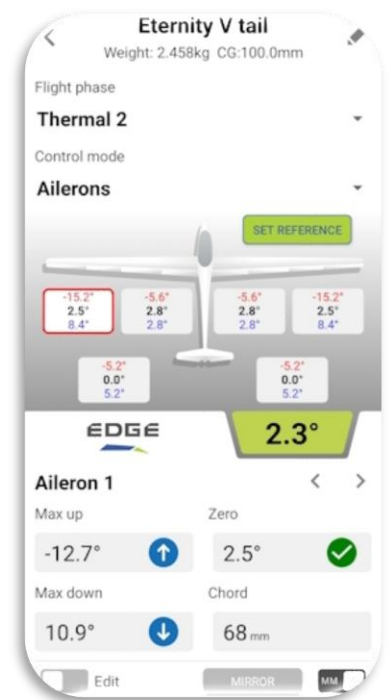 Eternity V tail
Weight: 2.458kg CG:100.0mm
Flight phase
Thermal 2
Control mode
Ailerons
SET REFERENCE
-15.2° -5.6° -5.6° -15.2°
2.5° 2.8° 2.8° 2.5°
8.4° 2.8° 2.8° 8.4°
-5.2° -5.2°
0.0° 0.0°
5.2° 5.2°
EDGE 2.3°
Aileron 1
Max up Zero
-12.7° 2.5°
Max down Chord
10.9° 68 mm
Edit MIRROR MM